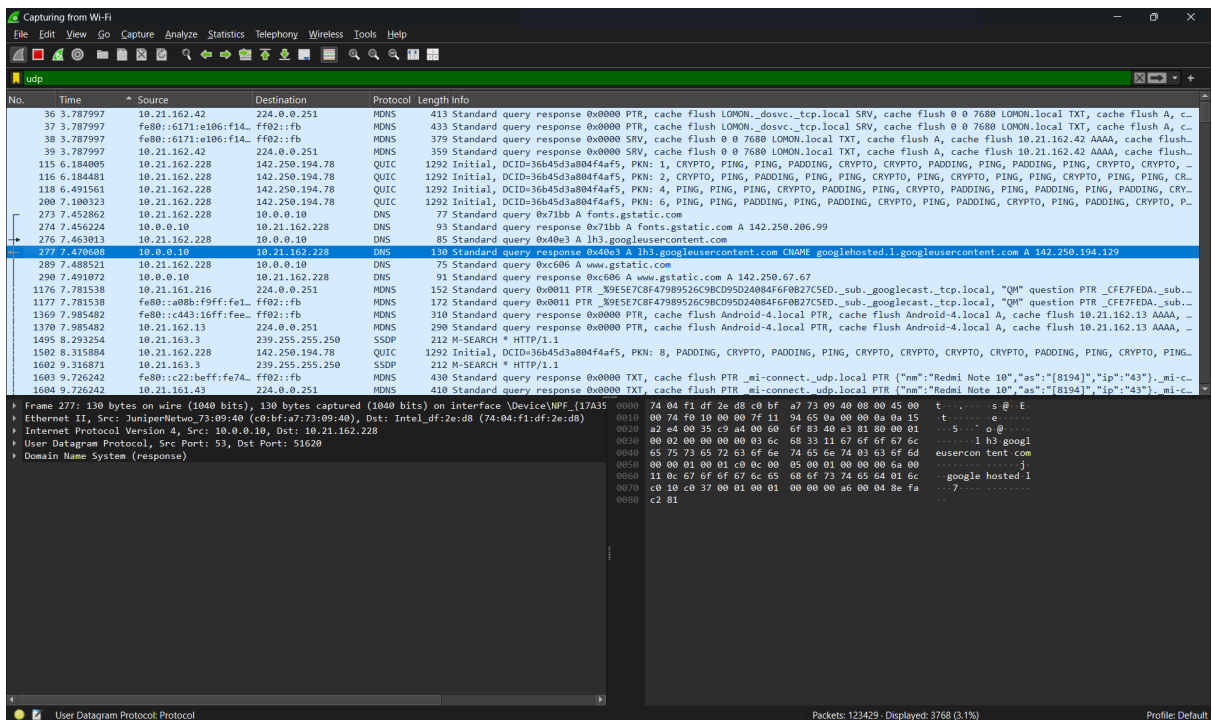 Capturing from Wi-Fi
File Edit View Go Capture Analyze Statistics Telephony Wireless Tools Help
udp
No. Time Source Destination Protocol Length Info
36 3.787997 10.21.162.42 224.0.0.251 MDNS 413 Standard query response 0x0000 PTR, cache flush LOMON._dosvc._tcp.local SRV, cache flush 0 0 7680 LOMON.local TXT, cache flush A, c…
37 3.787997 fe80::6171:e106:f14… ff02::fb MDNS 433 Standard query response 0x0000 PTR, cache flush LOMON._dosvc._tcp.local SRV, cache flush 0 0 7680 LOMON.local TXT, cache flush A, c…
38 3.787997 fe80::6171:e106:f14… ff02::fb MDNS 379 Standard query response 0x0000 SRV, cache flush 0 0 7680 LOMON.local TXT, cache flush A, cache flush 10.21.162.42 AAAA, cache flush…
39 3.787997 10.21.162.42 224.0.0.251 MDNS 359 Standard query response 0x0000 SRV, cache flush 0 0 7680 LOMON.local TXT, cache flush A, cache flush 10.21.162.42 AAAA, cache flush…
115 6.184005 10.21.162.228 142.250.194.78 QUIC 1292 Initial, DCID=36b45d3a804f4af5, PKN: 1, CRYPTO, PING, PING, PADDING, CRYPTO, CRYPTO, PADDING, PING, PADDING, PING, CRYPTO, …
116 6.184481 10.21.162.228 142.250.194.78 QUIC 1292 Initial, DCID=36b45d3a804f4af5, PKN: 2, CRYPTO, PING, PADDING, PING, PING, CRYPTO, PADDING, PING, CRYPTO, PING, PING, CR…
118 6.491561 10.21.162.228 142.250.194.78 QUIC 1292 Initial, DCID=36b45d3a804f4af5, PKN: 4, PING, PING, PING, CRYPTO, PADDING, PING, CRYPTO, PADDING, PING, PADDING, CRY…
200 7.100323 10.21.162.228 142.250.194.78 QUIC 1292 Initial, DCID=36b45d3a804f4af5, PKN: 6, PING, PADDING, CRYPTO, PING, PADDING, CRYPTO, PADDING, CRYPTO, P…
273 7.452862 10.21.162.228 10.0.0.10 DNS 77 Standard query 0x71bb A fonts.gstatic.com
274 7.456224 10.0.0.10 10.21.162.228 DNS 93 Standard query response 0x71bb A fonts.gstatic.com A 142.250.206.99
276 7.463013 10.21.162.228 10.0.0.10 DNS 85 Standard query 0x40e3 A lh3.googleusercontent.com
277 7.470608 10.0.0.10 10.21.162.228 DNS 130 Standard query response 0x40e3 A lh3.googleusercontent.com CNAME googlehosted.l.googleusercontent.com A 142.250.194.129
289 7.488521 10.21.162.228 10.0.0.10 DNS 75 Standard query 0xc606 A www.gstatic.com
290 7.491072 10.0.0.10 10.21.162.228 DNS 91 Standard query response 0xc606 A www.gstatic.com A 142.250.67.67
1176 7.781538 10.21.161.216 224.0.0.251 MDNS 152 Standard query 0x0011 PTR _%9E5E7C8F47989526C9BCD95D24084F6F0B27C5ED._sub._googlecast._tcp.local, "QM" question PTR _CFE7FEDA._sub.…
1177 7.781538 fe80::a08b:f9ff:fe1… ff02::fb MDNS 172 Standard query 0x0011 PTR _%9E5E7C8F47989526C9BCD95D24084F6F0B27C5ED._sub._googlecast._tcp.local, "QM" question PTR _CFE7FEDA._sub.…
1369 7.985482 fe80::c443:16ff:fee… ff02::fb MDNS 310 Standard query response 0x0000 PTR, cache flush Android-4.local PTR, cache flush Android-4.local A, cache flush 10.21.162.13 AAAA, …
1370 7.985482 10.21.162.13 224.0.0.251 MDNS 290 Standard query response 0x0000 PTR, cache flush Android-4.local PTR, cache flush Android-4.local A, cache flush 10.21.162.13 AAAA, …
1495 8.293254 10.21.163.3 239.255.255.250 SSDP 212 M-SEARCH * HTTP/1.1
1502 8.315884 10.21.162.228 142.250.194.78 QUIC 1292 Initial, DCID=36b45d3a804f4af5, PKN: 8, PADDING, CRYPTO, PADDING, PING, CRYPTO, CRYPTO, CRYPTO, CRYPTO, PADDING, PING, CRYPTO, PING…
1602 9.316871 10.21.163.3 239.255.255.250 SSDP 212 M-SEARCH * HTTP/1.1
1603 9.726242 fe80::c22:beff:fe74… ff02::fb MDNS 430 Standard query response 0x0000 TXT, cache flush PTR _mi-connect._udp.local PTR {"nm":"Redmi Note 10","as":"[8194]","ip":"43"}._mi-c…
1604 9.726242 10.21.161.43 224.0.0.251 MDNS 410 Standard query response 0x0000 TXT, cache flush PTR _mi-connect._udp.local PTR {"nm":"Redmi Note 10","as":"[8194]","ip":"43"}._mi-c…
Frame 277: 130 bytes on wire (1040 bits), 130 bytes captured (1040 bits) on interface \Device\NPF_{17A35
Ethernet II, Src: JuniperNetwo_73:09:40 (c0:bf:a7:73:09:40), Dst: Intel_df:2e:d8 (74:04:f1:df:2e:d8)
Internet Protocol Version 4, Src: 10.0.0.10, Dst: 10.21.162.228
User Datagram Protocol, Src Port: 53, Dst Port: 51620
Domain Name System (response)
0000 74 04 f1 df 2e d8 c0 bf a7 73 09 40 08 00 45 00 t·····.· ·s·@··E·
0010 00 74 f0 10 00 00 7f 11 94 65 0a 00 00 0a 0a 15 ·t······ ·e······
0020 a2 e4 00 35 c9 a4 00 60 6f 83 40 e3 81 80 00 01 ···5···` o·@·····
0030 00 02 00 00 00 00 03 6c 68 33 11 67 6f 6f 67 6c ·······l h3·googl
0040 65 75 73 65 72 63 6f 6e 74 65 6e 74 03 63 6f 6d eusercon tent·com
0050 00 00 01 00 01 c0 0c 00 05 00 01 00 00 00 6a 00 ········ ······j·
0060 11 0c 67 6f 6f 67 6c 65 68 6f 73 74 65 64 01 6c ··google hosted·l
0070 c0 10 c0 37 00 01 00 01 00 00 00 a6 00 04 8e fa ···7···· ········
0080 c2 81 ··
User Datagram Protocol: Protocol
Packets: 123429 · Displayed: 3768 (3.1%)
Profile: Default